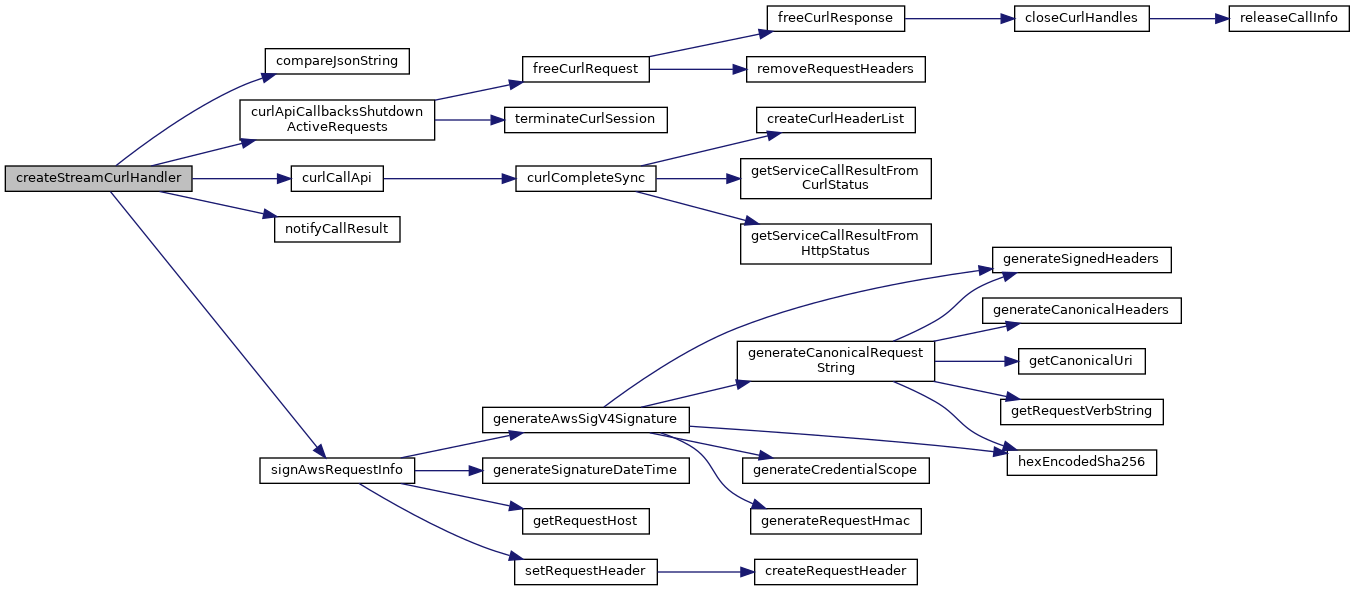 createStreamCurlHandler
compareJsonString
curlApiCallbacksShutdown
ActiveRequests
freeCurlRequest
freeCurlResponse
closeCurlHandles
releaseCallInfo
removeRequestHeaders
terminateCurlSession
curlCallApi
curlCompleteSync
createCurlHeaderList
getServiceCallResultFrom
CurlStatus
getServiceCallResultFrom
HttpStatus
notifyCallResult
signAwsRequestInfo
generateAwsSigV4Signature
generateSignedHeaders
generateCanonicalRequest
String
generateCanonicalHeaders
getCanonicalUri
getRequestVerbString
hexEncodedSha256
generateCredentialScope
generateRequestHmac
generateSignatureDateTime
getRequestHost
setRequestHeader
createRequestHeader